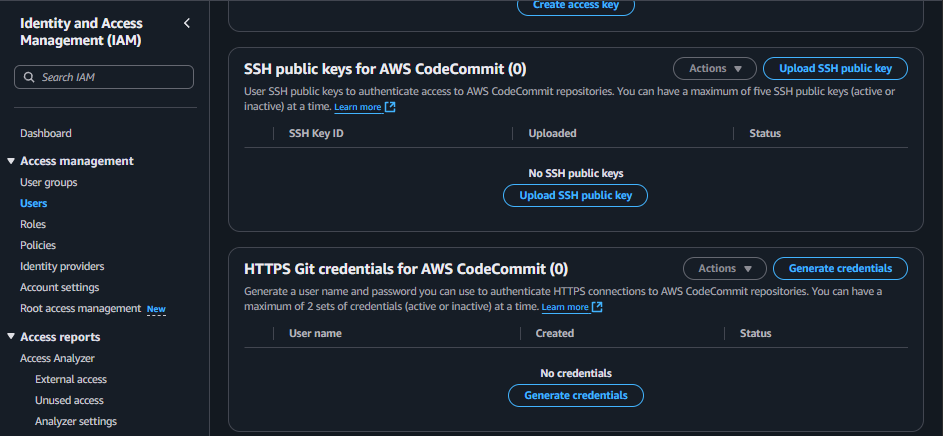 Identity and Access
Management (IAM)
Search IAM
Dashboard
Access management
User groups
Users
Roles
Policies
Identity providers
Account settings
Root access management New
Access reports
Access Analyzer
External access
Unused access
Analyzer settings
Create access key
SSH public keys for AWS CodeCommit (0)
Actions
Upload SSH public key
User SSH public keys to authenticate access to AWS CodeCommit repositories. You can have a maximum of five SSH public keys (active or
inactive) at a time. Learn more
SSH Key ID
Uploaded
Status
No SSH public keys
Upload SSH public key
HTTPS Git credentials for AWS CodeCommit (0)
Actions
Generate credentials
Generate a user name and password you can use to authenticate HTTPS connections to AWS CodeCommit repositories. You can have a
maximum of 2 sets of credentials (active or inactive) at a time. Learn more
User name
Created
Status
No credentials
Generate credentials